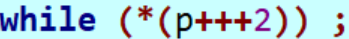 while (*(p+++2)) ;